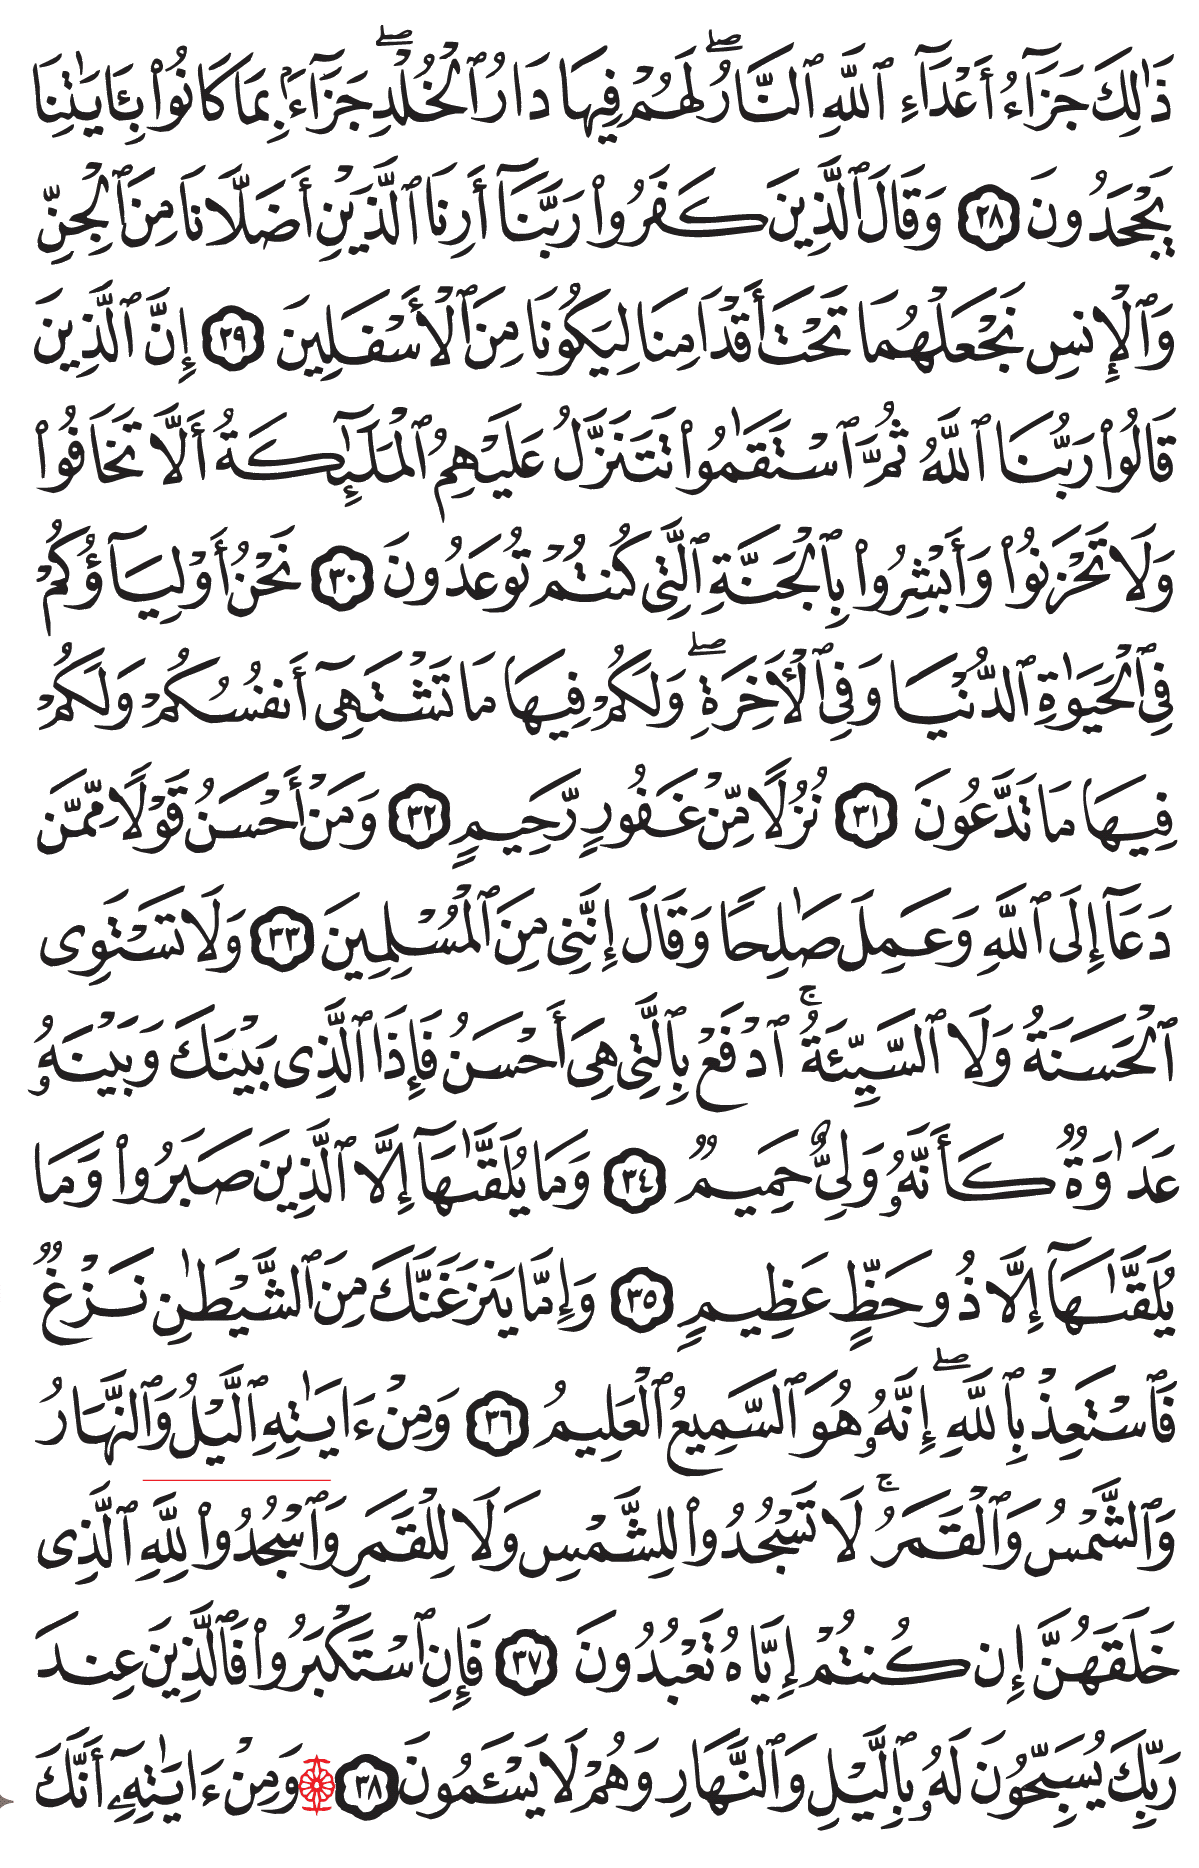 ذَٰلِكَ جَزَآءُ أَعْدَآءِ ٱللَّهِ ٱلنَّارُ ۖ لَهُمْ فِيهَا دَارُ ٱلْخُلْدِ ۖ جَزَآءًۢ بِمَا كَانُوا۟ بِـَٔايَـٰتِنَا
يَجْحَدُونَ ٢٨ وَقَالَ ٱلَّذِينَ كَفَرُوا۟ رَبَّنَآ أَرِنَا ٱلَّذَيْنِ أَضَلَّانَا مِنَ ٱلْجِنِّ
وَٱلْإِنسِ نَجْعَلْهُمَا تَحْتَ أَقْدَامِنَا لِيَكُونَا مِنَ ٱلْأَسْفَلِينَ ٢٩ إِنَّ ٱلَّذِينَ
قَالُوا۟ رَبُّنَا ٱللَّهُ ثُمَّ ٱسْتَقَـٰمُوا۟ تَتَنَزَّلُ عَلَيْهِمُ ٱلْمَلَـٰٓئِكَةُ أَلَّا تَخَافُوا۟
وَلَا تَحْزَنُوا۟ وَأَبْشِرُوا۟ بِٱلْجَنَّةِ ٱلَّتِى كُنتُمْ تُوعَدُونَ ٣٠ نَحْنُ أَوْلِيَآؤُكُمْ
فِى ٱلْحَيَوٰةِ ٱلدُّنْيَا وَفِى ٱلْـَٔاخِرَةِ ۖ وَلَكُمْ فِيهَا مَا تَشْتَهِىٓ أَنفُسُكُمْ وَلَكُمْ
فِيهَا مَا تَدَّعُونَ ٣١ نُزُلًا مِّنْ غَفُورٍ رَّحِيمٍ ٣٢ وَمَنْ أَحْسَنُ قَوْلًا مِّمَّن
دَعَآ إِلَى ٱللَّهِ وَعَمِلَ صَـٰلِحًا وَقَالَ إِنَّنِى مِنَ ٱلْمُسْلِمِينَ ٣٣ وَلَا تَسْتَوِى
ٱلْحَسَنَةُ وَلَا ٱلسَّيِّئَةُ ۚ ٱدْفَعْ بِٱلَّتِى هِىَ أَحْسَنُ فَإِذَا ٱلَّذِى بَيْنَكَ وَبَيْنَهُۥ
عَدَٰوَةٌ كَأَنَّهُۥ وَلِىٌّ حَمِيمٌ ٣٤ وَمَا يُلَقَّىٰهَآ إِلَّا ٱلَّذِينَ صَبَرُوا۟ وَمَا
يُلَقَّىٰهَآ إِلَّا ذُو حَظٍّ عَظِيمٍ ٣٥ وَإِمَّا يَنزَغَنَّكَ مِنَ ٱلشَّيْطَـٰنِ نَزْغٌ
فَٱسْتَعِذْ بِٱللَّهِ ۖ إِنَّهُۥ هُوَ ٱلسَّمِيعُ ٱلْعَلِيمُ ٣٦ وَمِنْ ءَايَـٰتِهِ ٱلَّيْلُ وَٱلنَّهَارُ
وَٱلشَّمْسُ وَٱلْقَمَرُ ۚ لَا تَسْجُدُوا۟ لِلشَّمْسِ وَلَا لِلْقَمَرِ وَٱسْجُدُوا۟ لِلَّهِ ٱلَّذِى
خَلَقَهُنَّ إِن كُنتُمْ إِيَّاهُ تَعْبُدُونَ ٣٧ فَإِنِ ٱسْتَكْبَرُوا۟ فَٱلَّذِينَ عِندَ
رَبِّكَ يُسَبِّحُونَ لَهُۥ بِٱلَّيْلِ وَٱلنَّهَارِ وَهُمْ لَا يَسْـَٔمُونَ ٣٨ وَمِنْ ءَايَـٰتِهِۦٓ أَنَّكَ